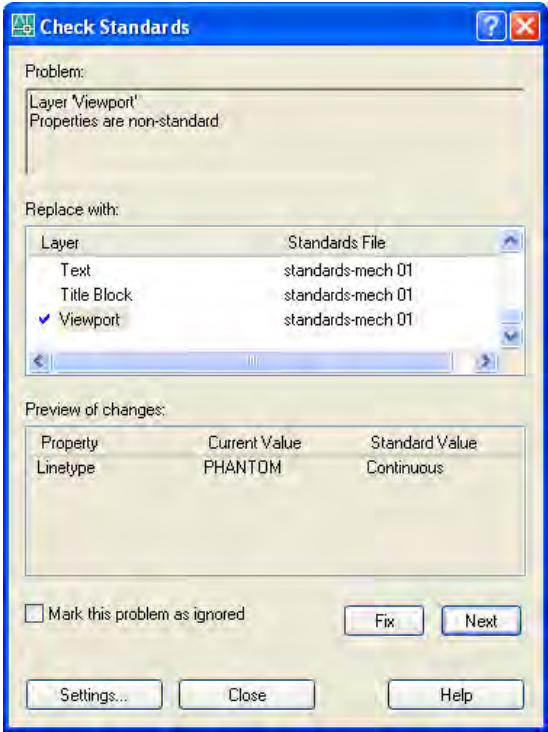 Check Standards
Problem:
Layer 'Viewport'
Properties are non-standard
Replace with:
Layer Standards File
Text standards-mech 01
Title Block standards-mech 01
Viewport standards-mech 01
Preview of changes:
Property Current Value Standard Value
Linetype PHANTOM Continuous
Mark this problem as ignored Fix Next
Settings... Close Help